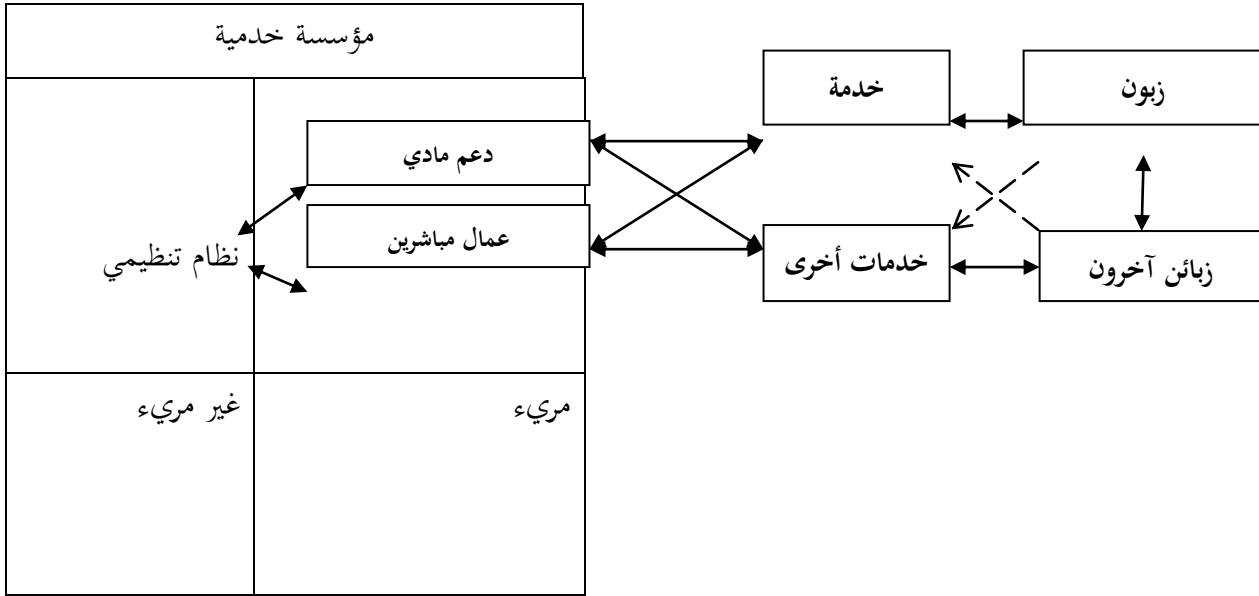 مؤسسة خدمية
خدمة
زبون
دعم مادي
عمال مباشرين
نظام تنظيمي
خدمات أخرى
زبائن آخرون
مريء
غير مريء